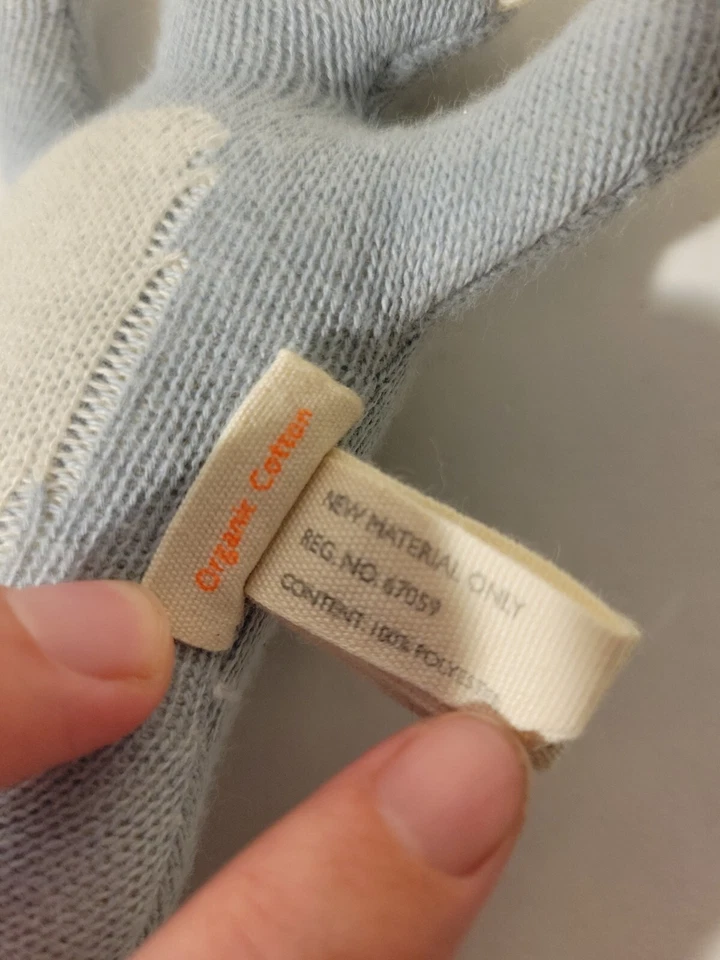 Organic Cotton
NEW MATERIAL ONLY
REG. NO. 67059
CONTENT: 100% POLYESTER